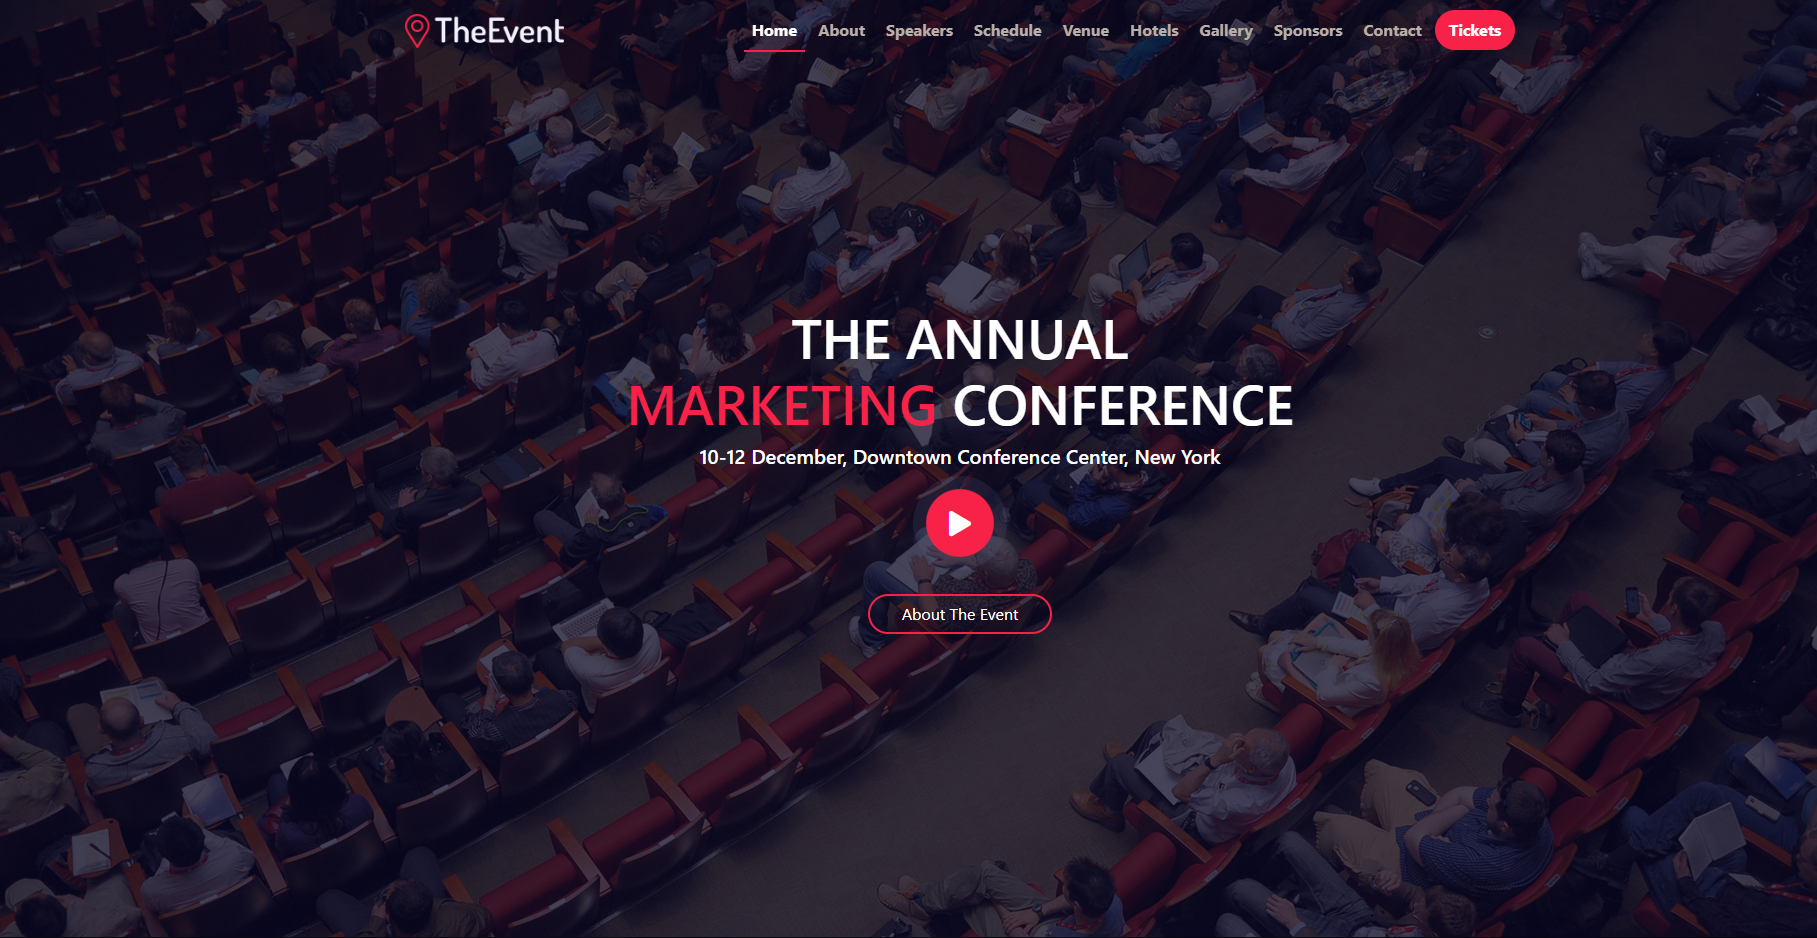 TheEvent
Home About Speakers Schedule Venue Hotels Gallery Sponsors Contact Tickets
THE ANNUAL
MARKETING CONFERENCE
10-12 December, Downtown Conference Center, New York
About The Event